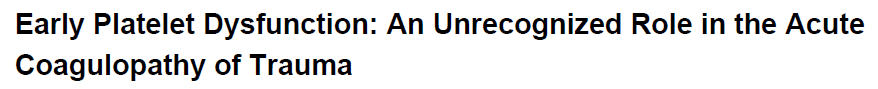 Early Platelet Dysfunction: An Unrecognized Role in the Acute
Coagulopathy of Trauma